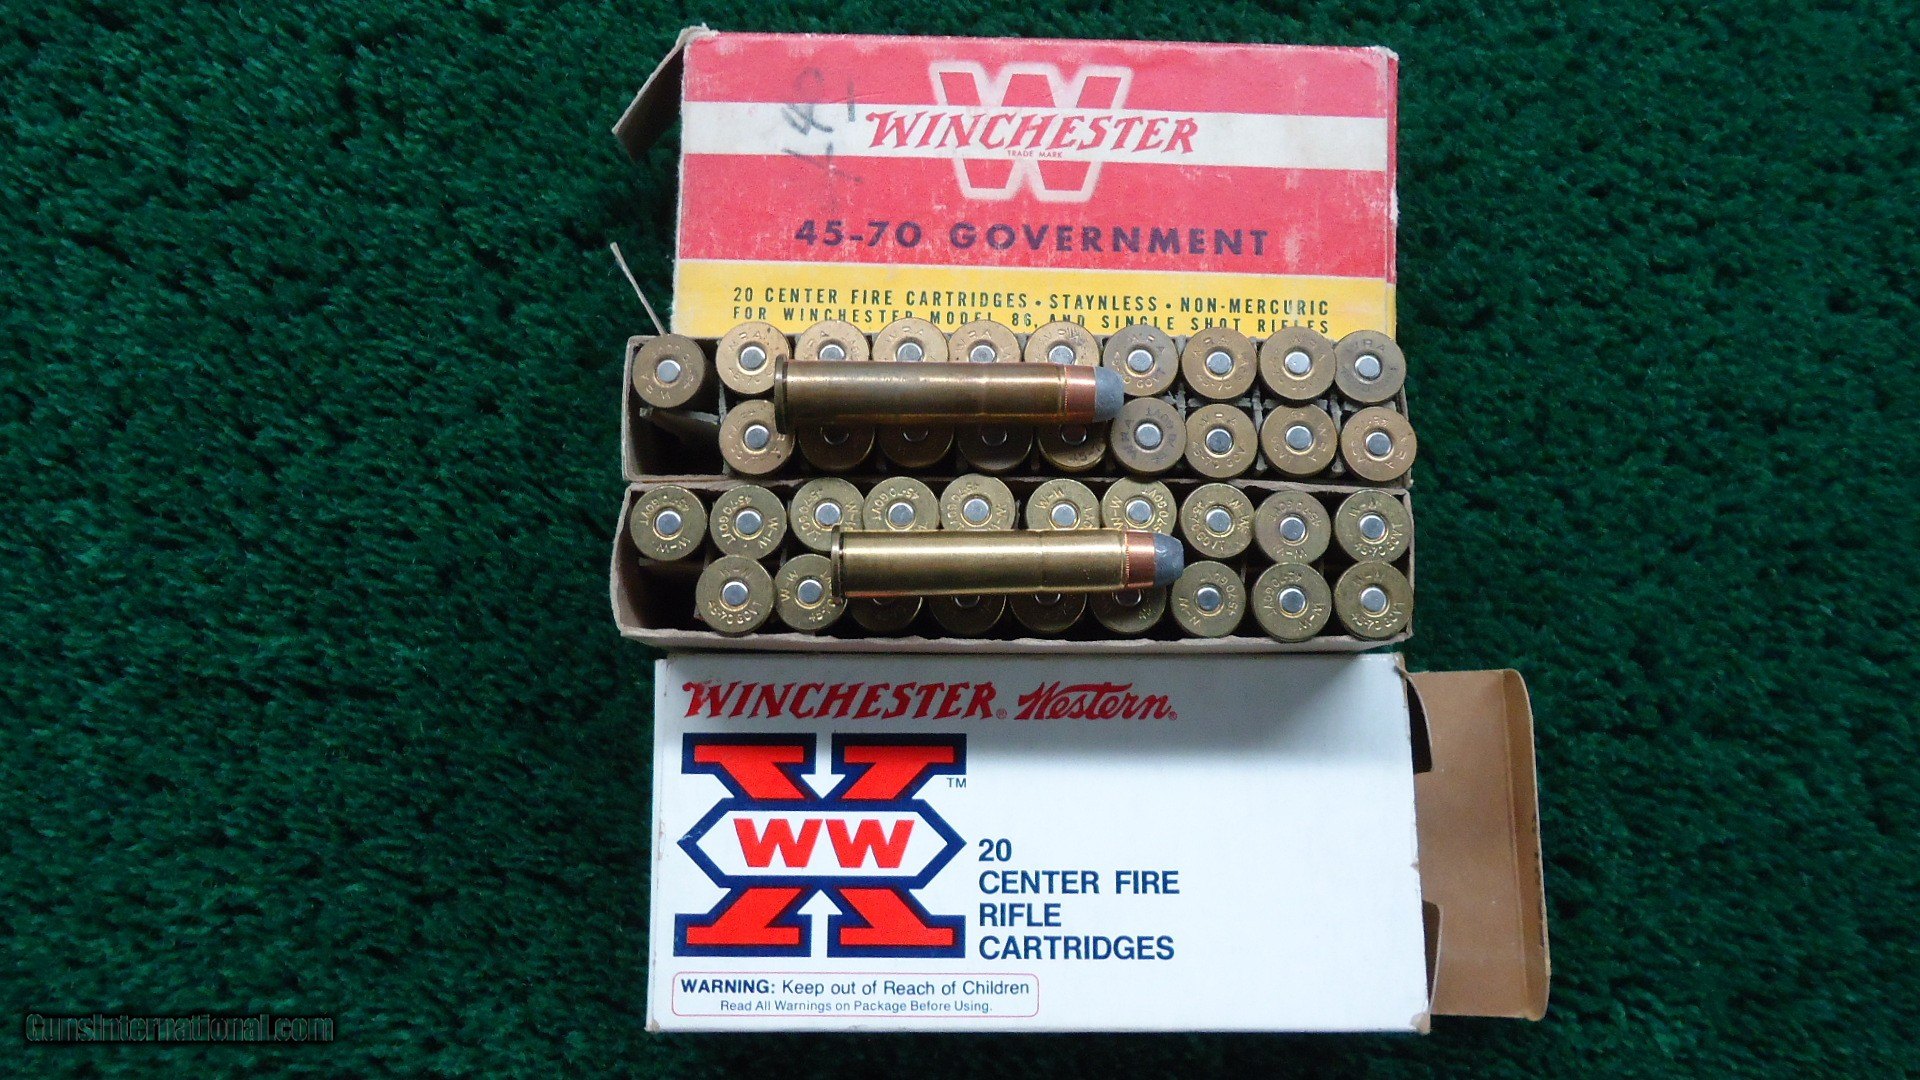 W
WINCHESTER
TRADE MARK
45-70 GOVERNMENT
20 CENTER FIRE CARTRIDGES • STAYNLESS • NON-MERCURIC
FOR WINCHESTER MODEL 86, AND SINGLE SHOT RIFLES
WINCHESTER® Western®
X
TM
WW
20
CENTER FIRE
RIFLE
CARTRIDGES
WARNING: Keep out of Reach of Children
Read All Warnings on Package Before Using.
GunsInternational.com